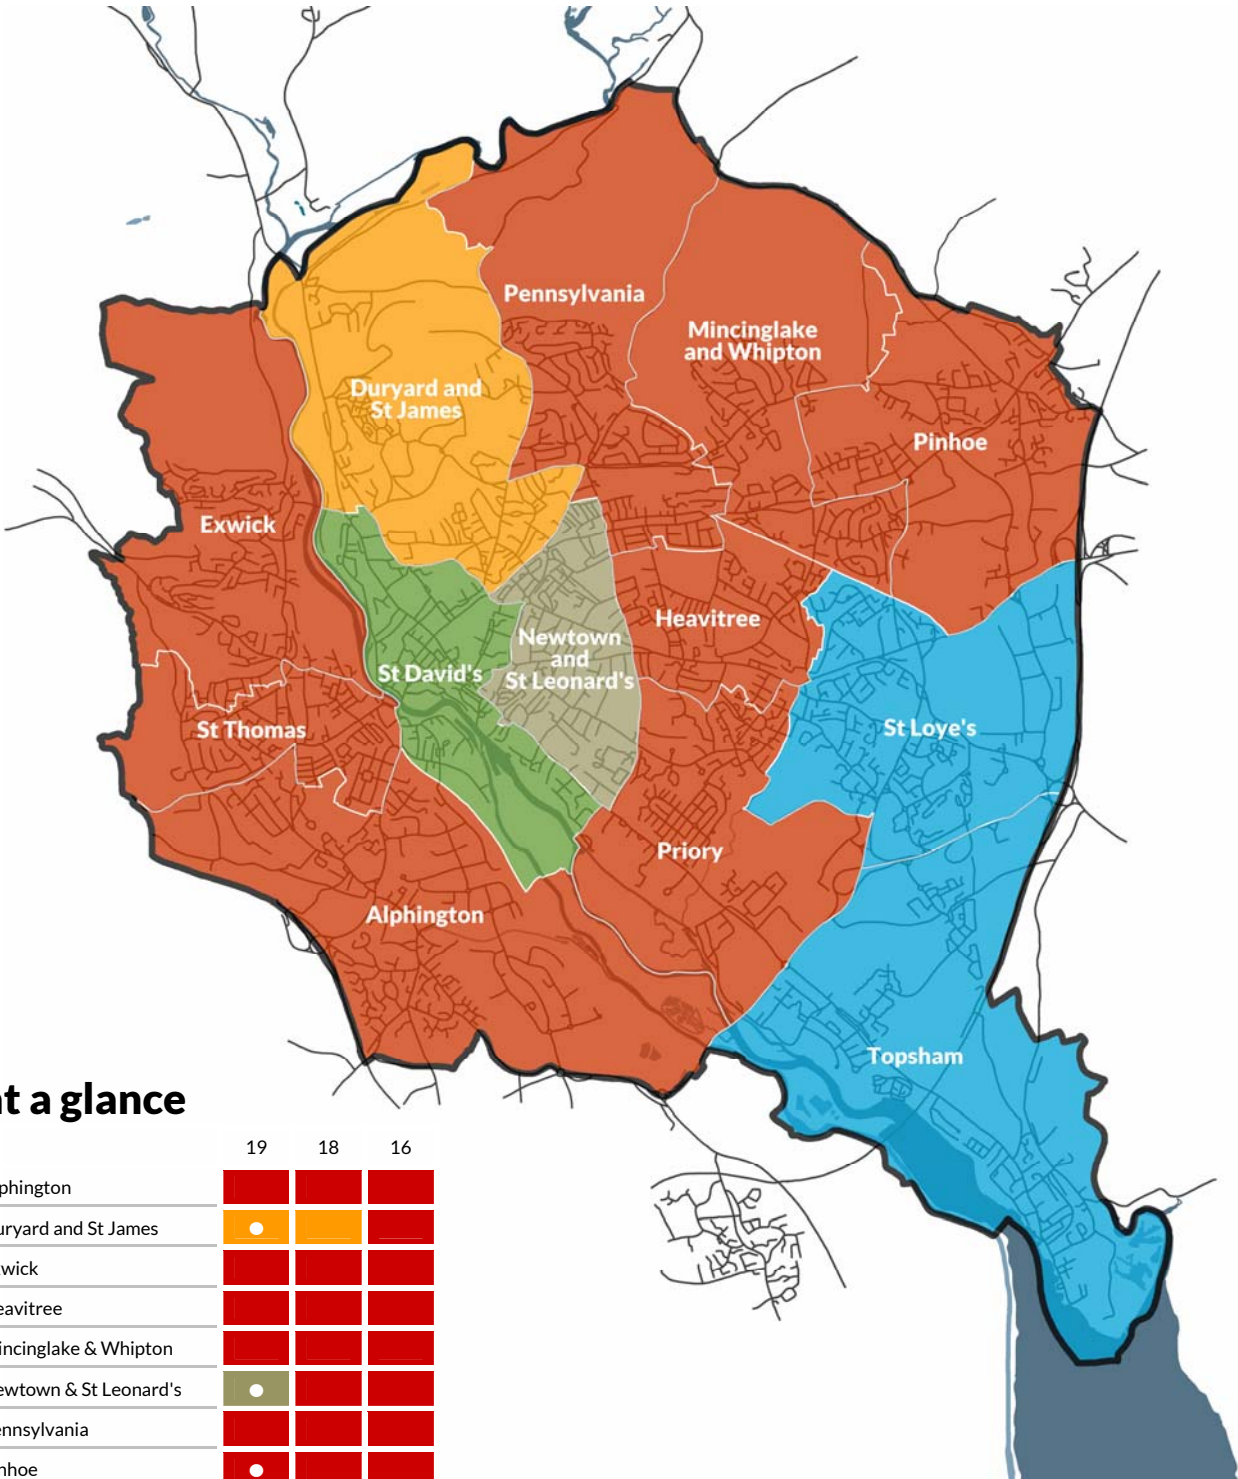 Pennsylvania
Mincinglake
and Whipton
Duryard and
St James
Pinhoe
Exwick
Heavitree
Newtown
and
St Leonard's
St David's
St Thomas
St Loye's
Priory
Alphington
Topsham
t a glance
19 18 16
phington
uryard and St James
wick
eavitree
incinglake & Whipton
ewtown & St Leonard's
ennsylvania
nhoe